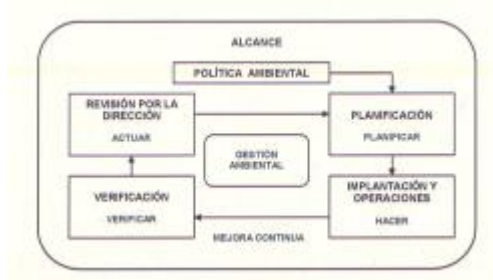 ALCANCE
POLÍTICA AMBIENTAL
REVISIÓN POR LA
DIRECCIÓN
ACTUAR
PLANIFICACIÓN
PLANIFICAR
GESTIÓN
AMBIENTAL
VERIFICACIÓN
VERIFICAR
IMPLANTACIÓN Y
OPERACIONES
HACER
MEJORA CONTINUA